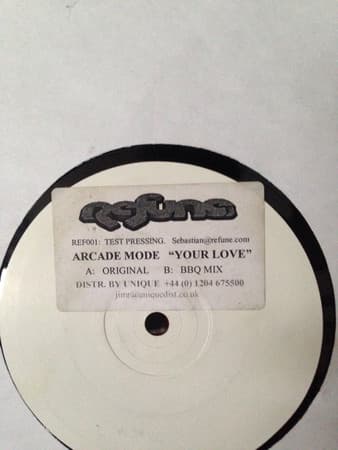 REFUNE
REF001: TEST PRESSING. Sebastian@refune.com
ARCADE MODE "YOUR LOVE"
A: ORIGINAL B: BBQ MIX
DISTR. BY UNIQUE +44 (0) 1204 675500
@uniquedist.co.uk